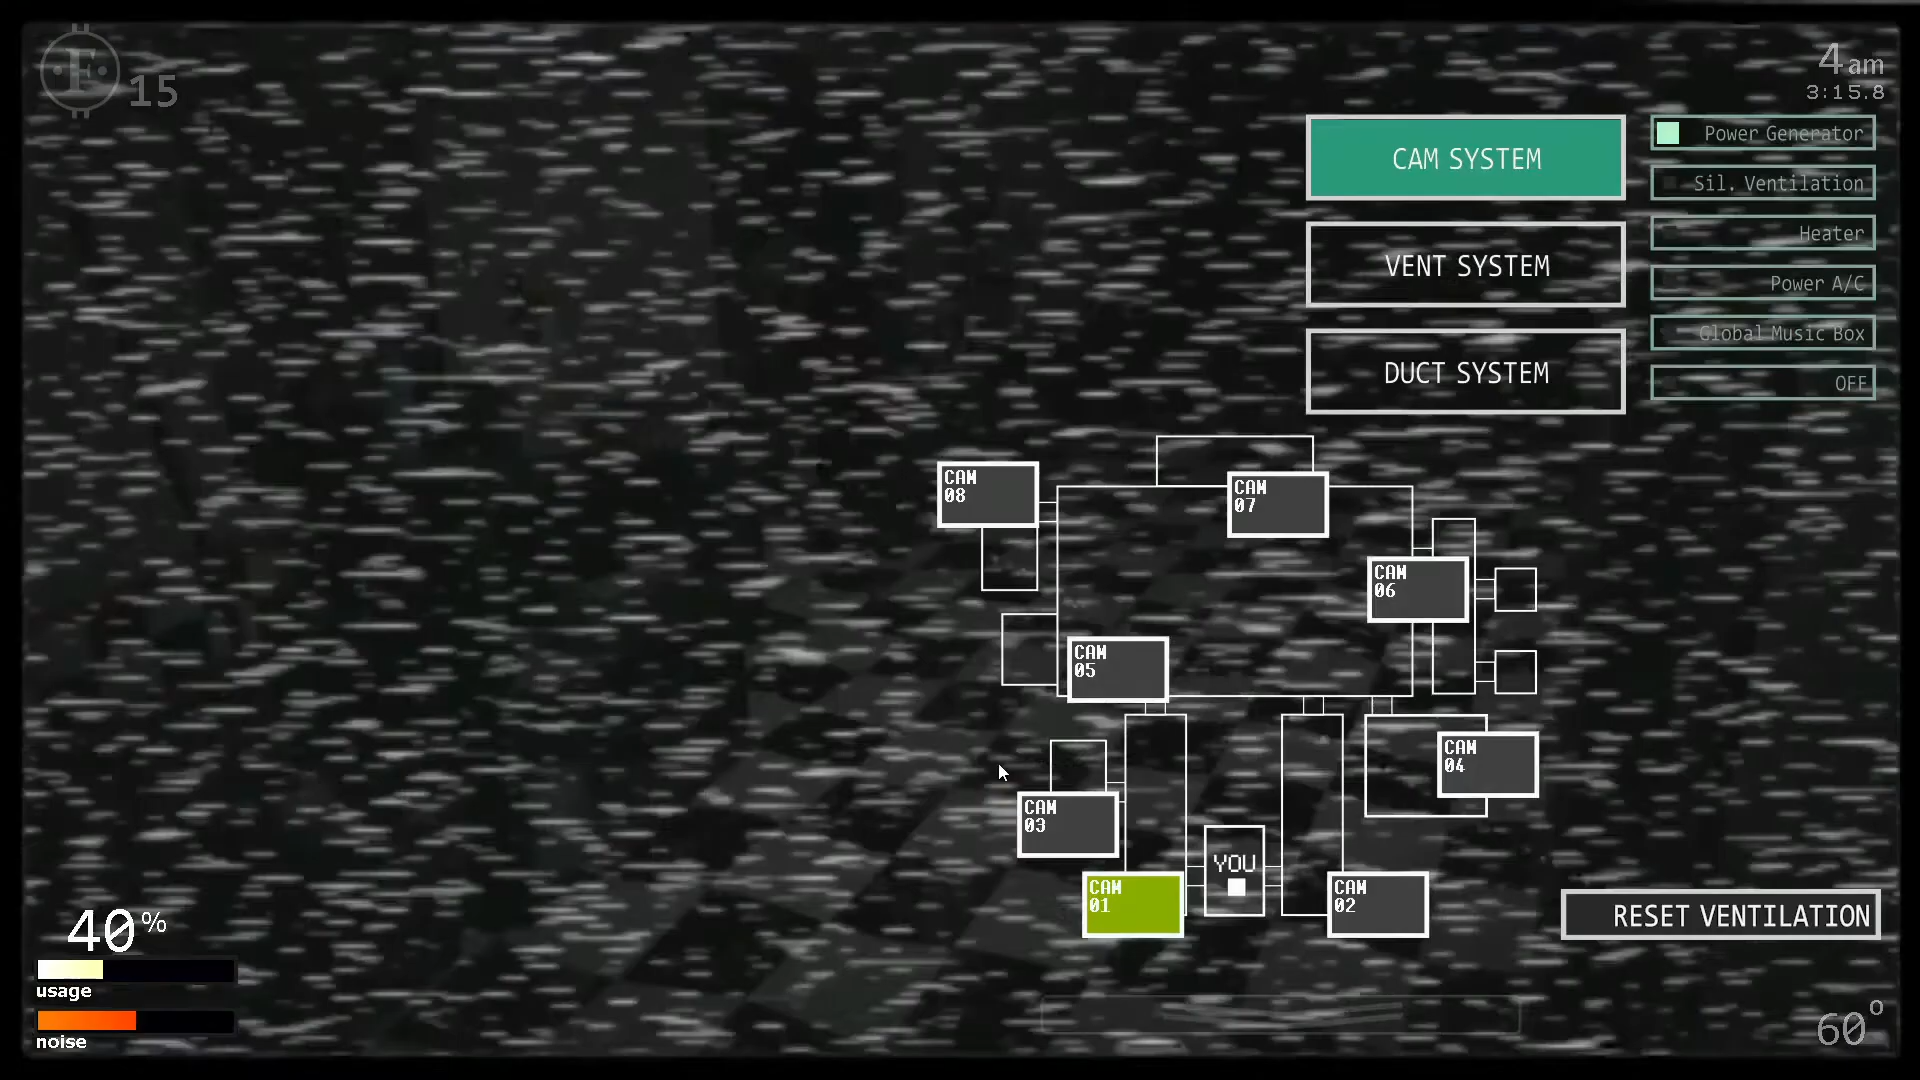 F 15
4 am
3:15.8
CAM SYSTEM
VENT SYSTEM
DUCT SYSTEM
Power Generator
Sil. Ventilation
Heater
Power A/C
Global Music Box
OFF
CAM
08
CAM
07
CAM
06
CAM
05
CAM
04
CAM
03
YOU
CAM
01
CAM
02
RESET VENTILATION
40%
usage
noise
60°